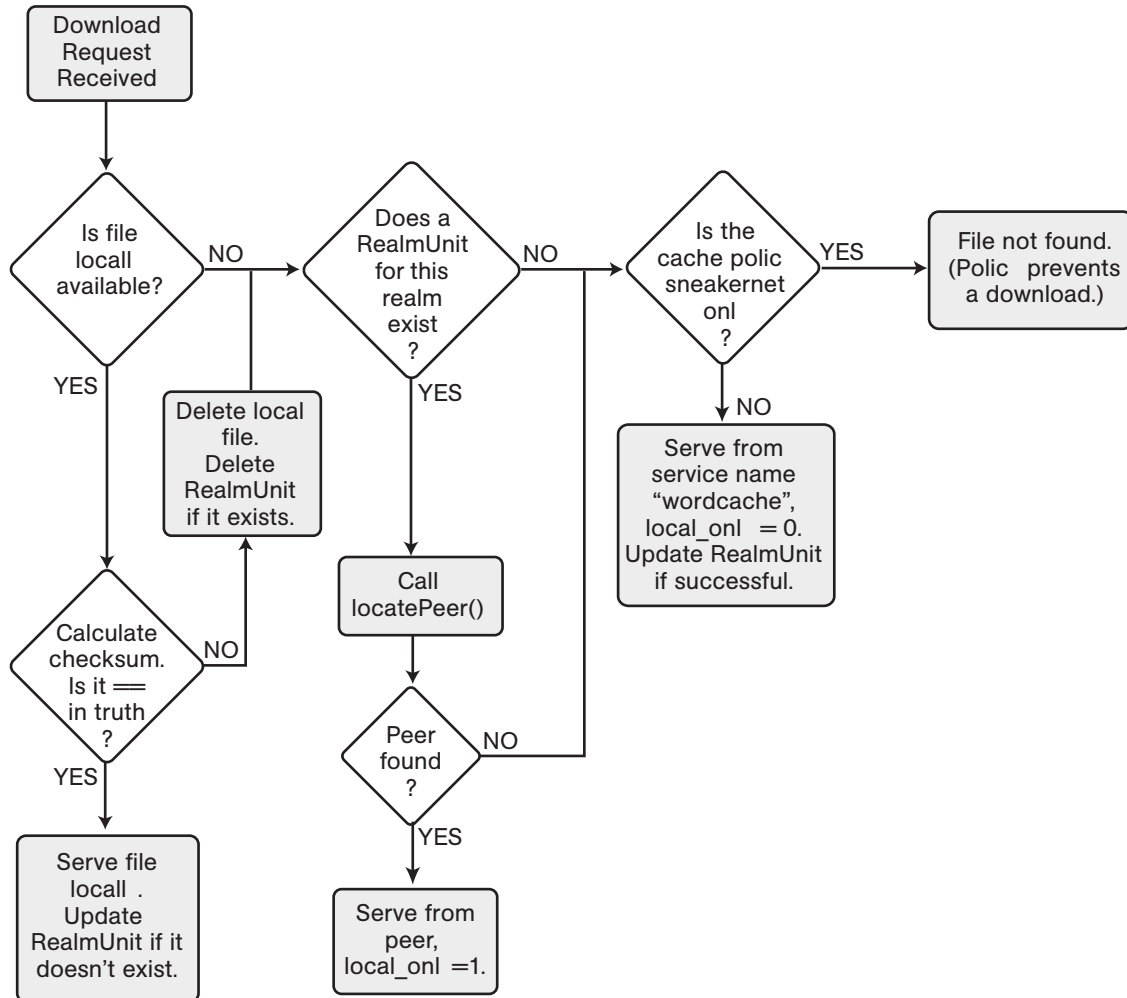 Download
Request
Received
Is file
locall
available?
NO
YES
Does a
RealmUnit
for this
realm
exist
?
NO
YES
Is the
cache polic
sneakernet
onl
?
YES
NO
File not found.
(Polic prevents
a download.)
Delete local
file.
Delete
RealmUnit
if it exists.
Serve from
service name
“wordcache”,
local_onl = 0.
Update RealmUnit
if successful.
Call
locatePeer()
Calculate
checksum.
Is it ==
in truth
?
NO
YES
Peer
found
?
NO
YES
Serve file
locall .
Update
RealmUnit if it
doesn’t exist.
Serve from
peer,
local_onl =1.